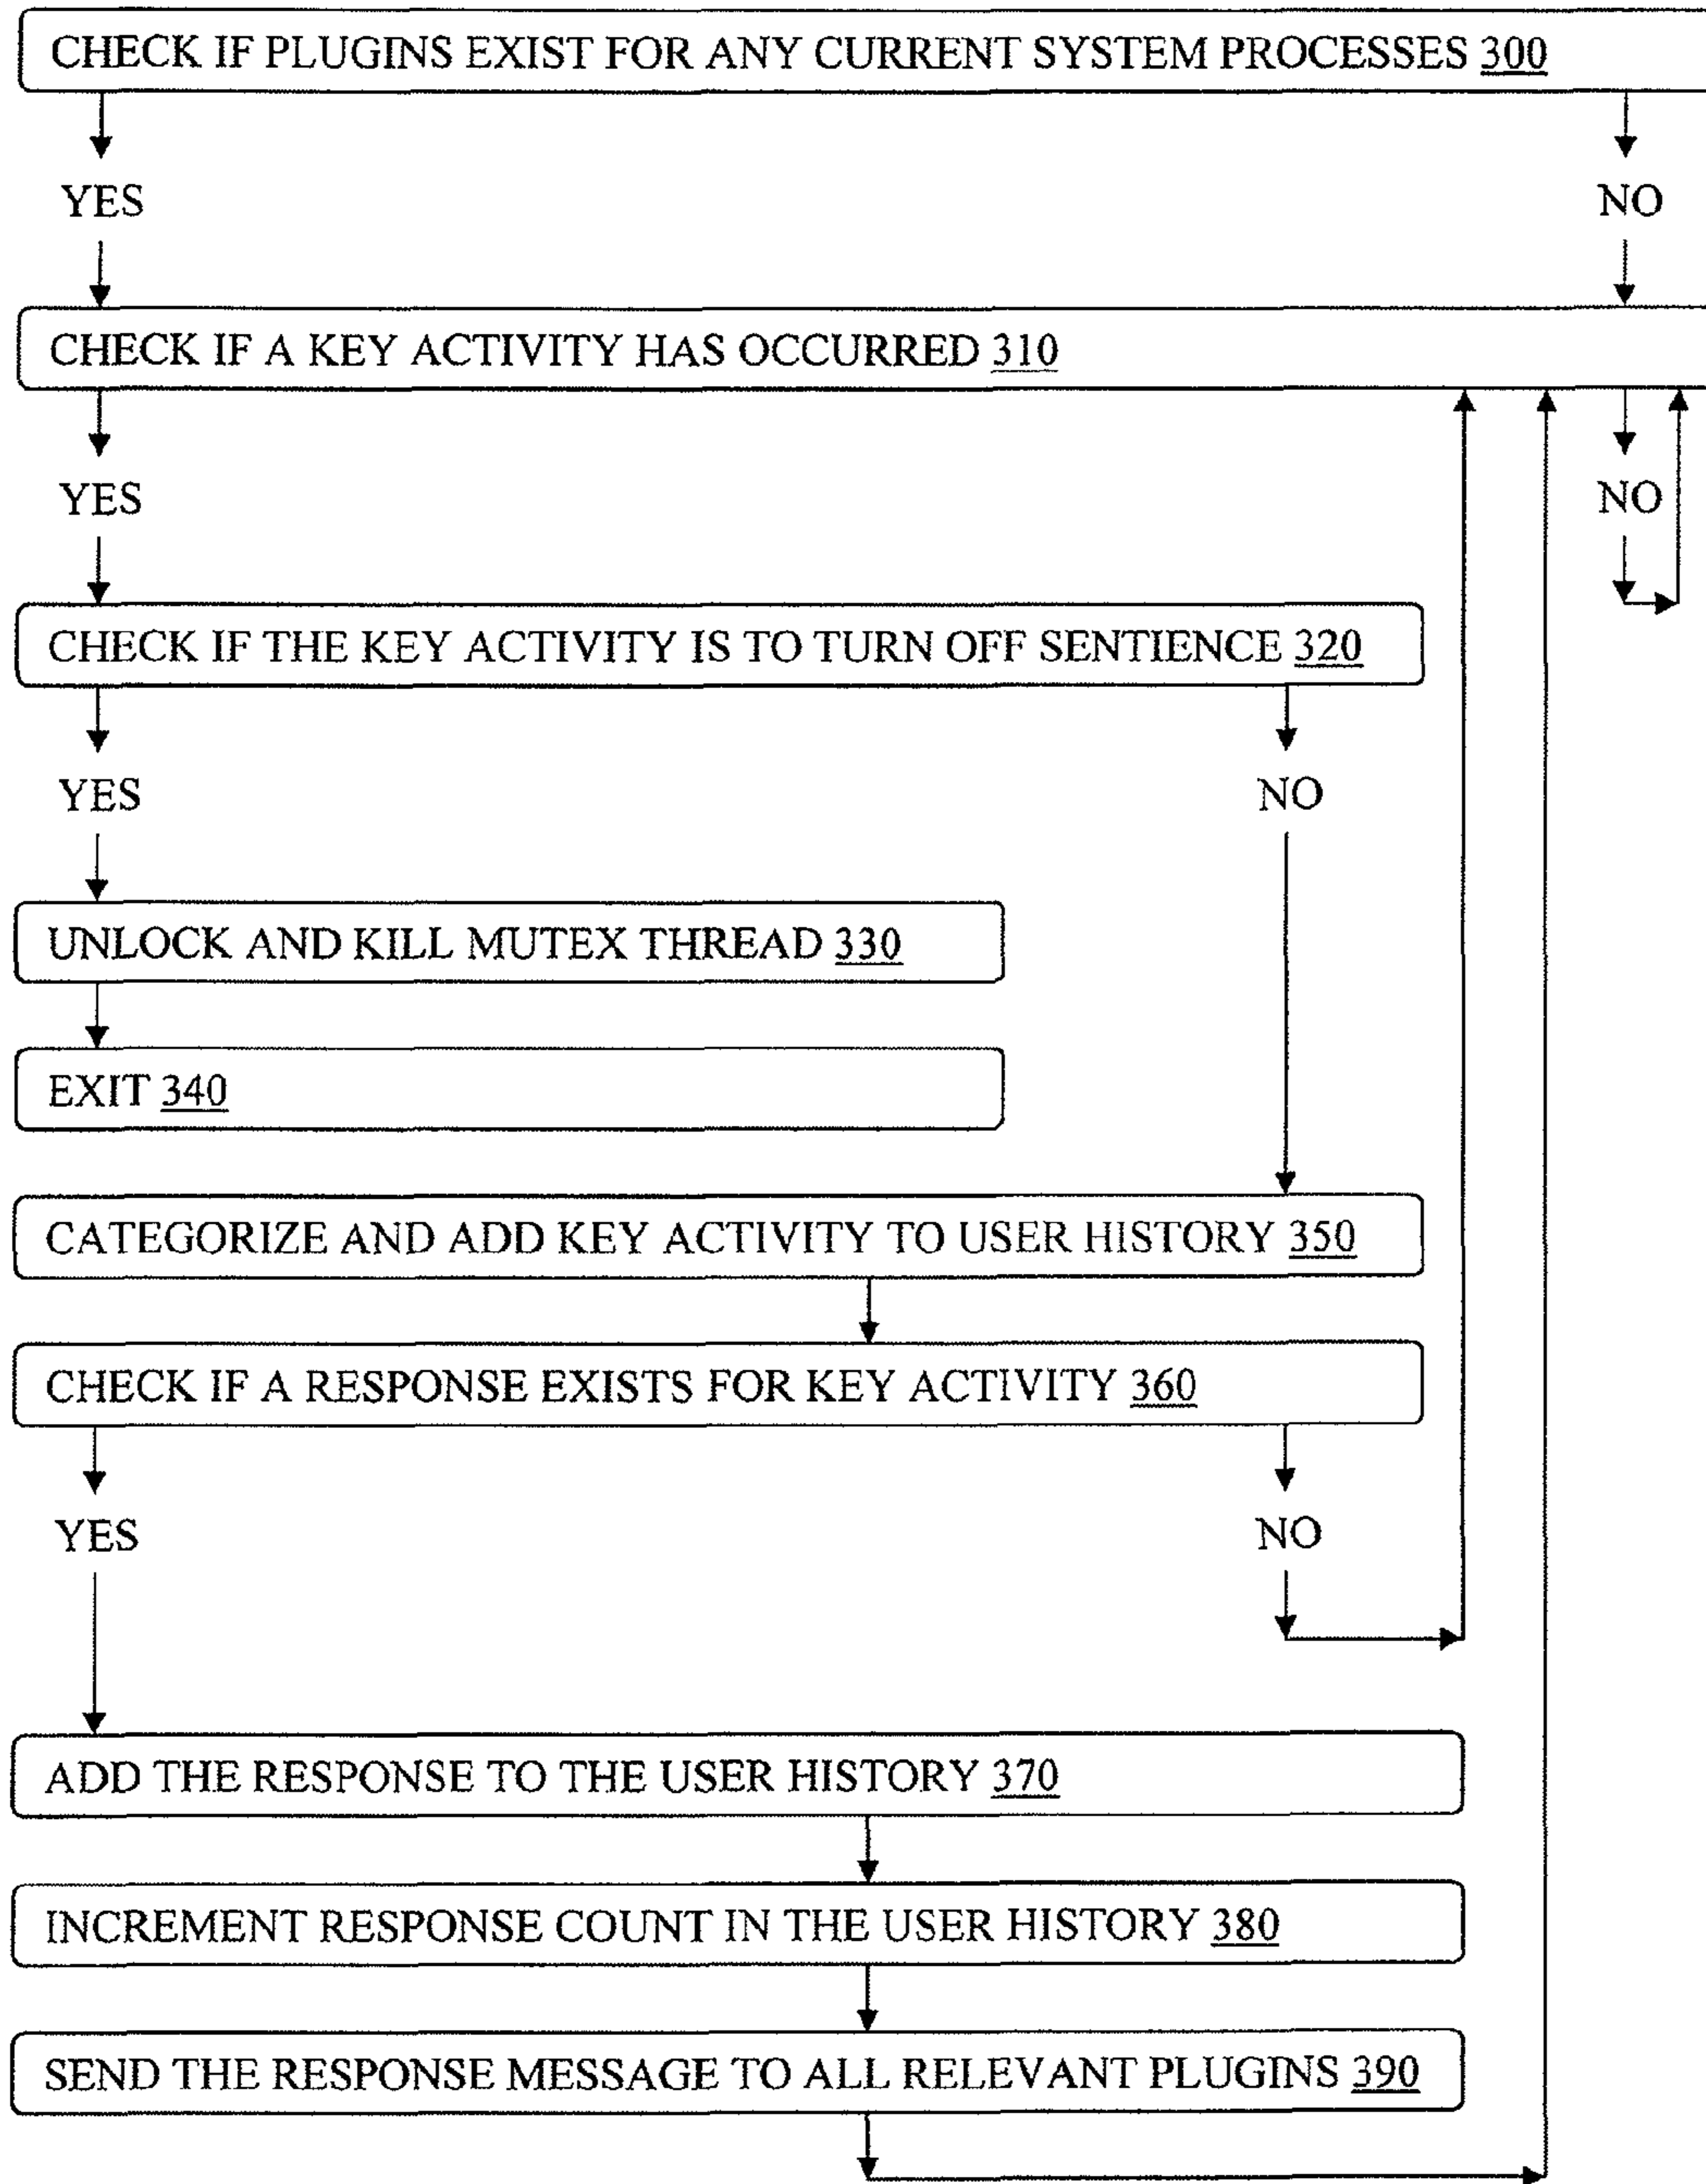 CHECK IF PLUGINS EXIST FOR ANY CURRENT SYSTEM PROCESSES 300
YES
NO
CHECK IF A KEY ACTIVITY HAS OCCURRED 310
YES
NO
CHECK IF THE KEY ACTIVITY IS TO TURN OFF SENTIENCE 320
YES
NO
UNLOCK AND KILL MUTEX THREAD 330
EXIT 340
CATEGORIZE AND ADD KEY ACTIVITY TO USER HISTORY 350
CHECK IF A RESPONSE EXISTS FOR KEY ACTIVITY 360
YES
NO
ADD THE RESPONSE TO THE USER HISTORY 370
INCREMENT RESPONSE COUNT IN THE USER HISTORY 380
SEND THE RESPONSE MESSAGE TO ALL RELEVANT PLUGINS 390